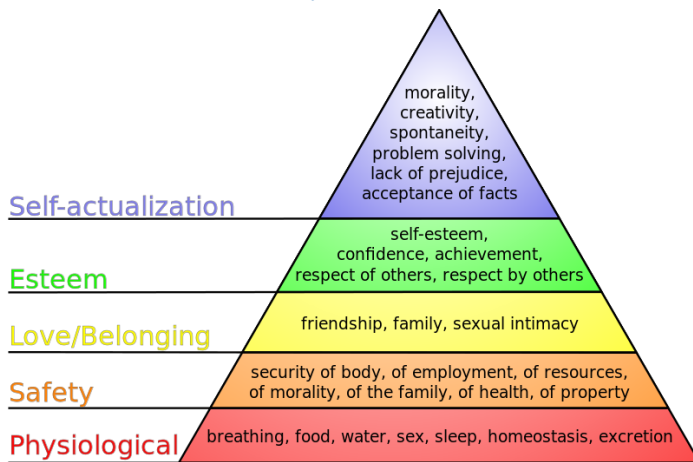 morality,
creativity,
spontaneity,
problem solving,
lack of prejudice,
acceptance of facts
Self-actualization
self-esteem,
confidence, achievement,
respect of others, respect by others
Esteem
friendship, family, sexual intimacy
Love/Belonging
security of body, of employment, of resources,
of morality, of the family, of health, of property
Safety
breathing, food, water, sex, sleep, homeostasis, excretion
Physiological